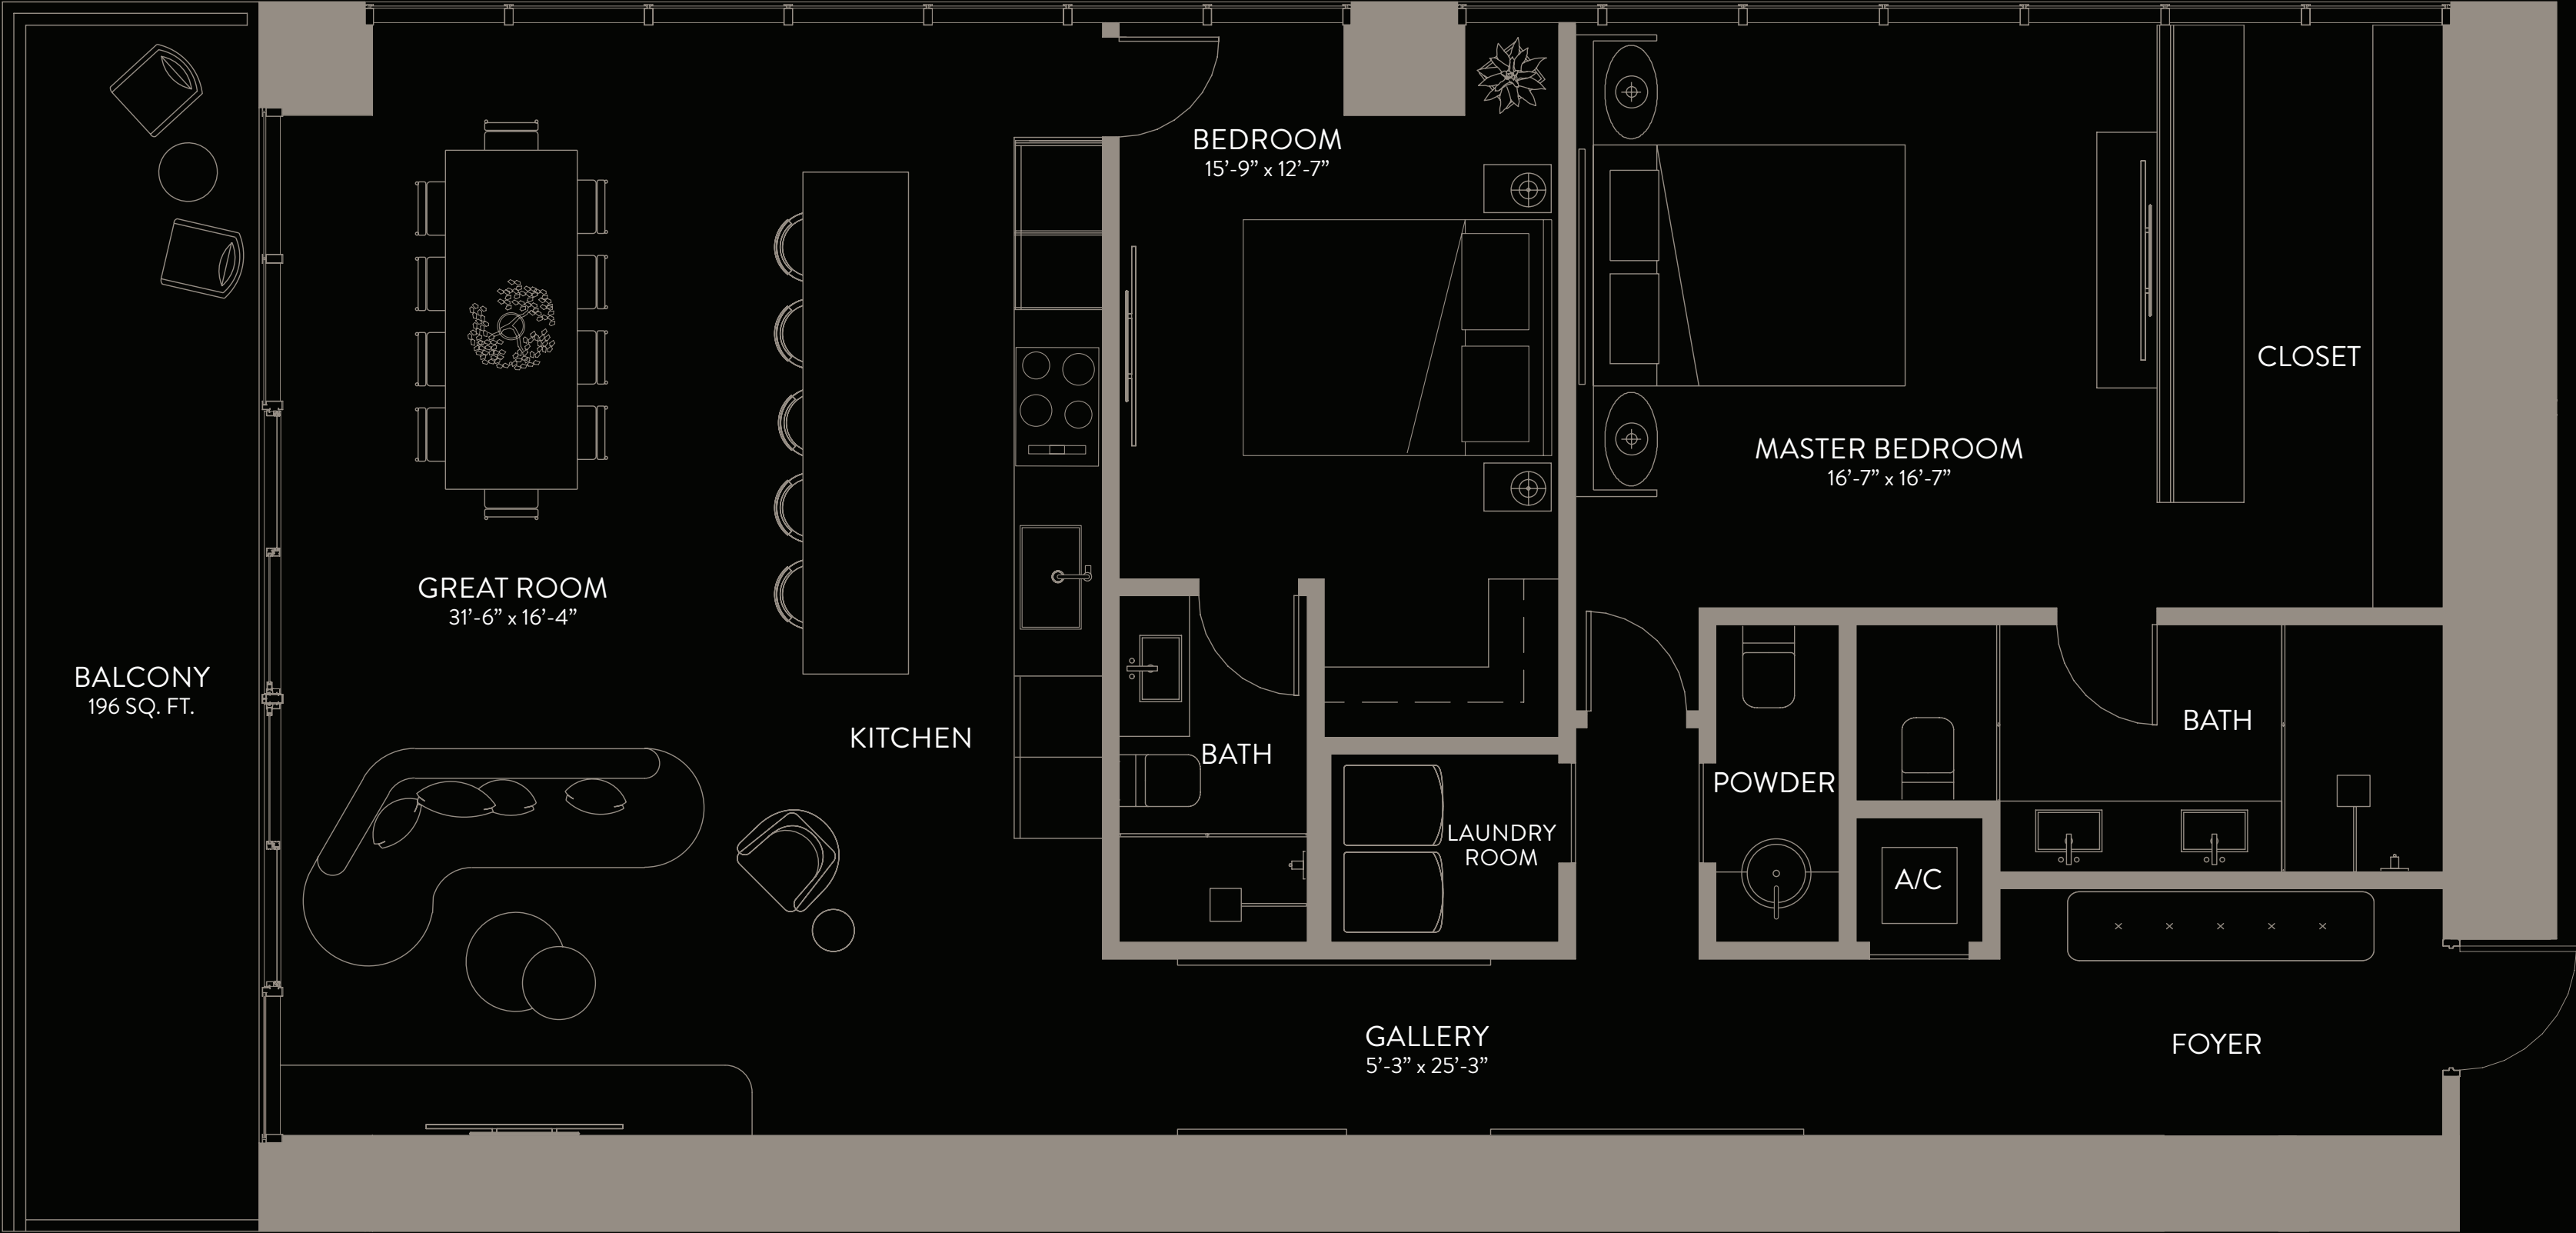 BEDROOM
15’-9” x 12’-7”
CLOSET
MASTER BEDROOM
16’-7” x 16’-7”
GREAT ROOM
31’-6” x 16’-4”
BALCONY
196 SQ. FT.
KITCHEN
BATH
BATH
POWDER
LAUNDRY
ROOM
A/C
GALLERY
5’-3” x 25’-3”
FOYER